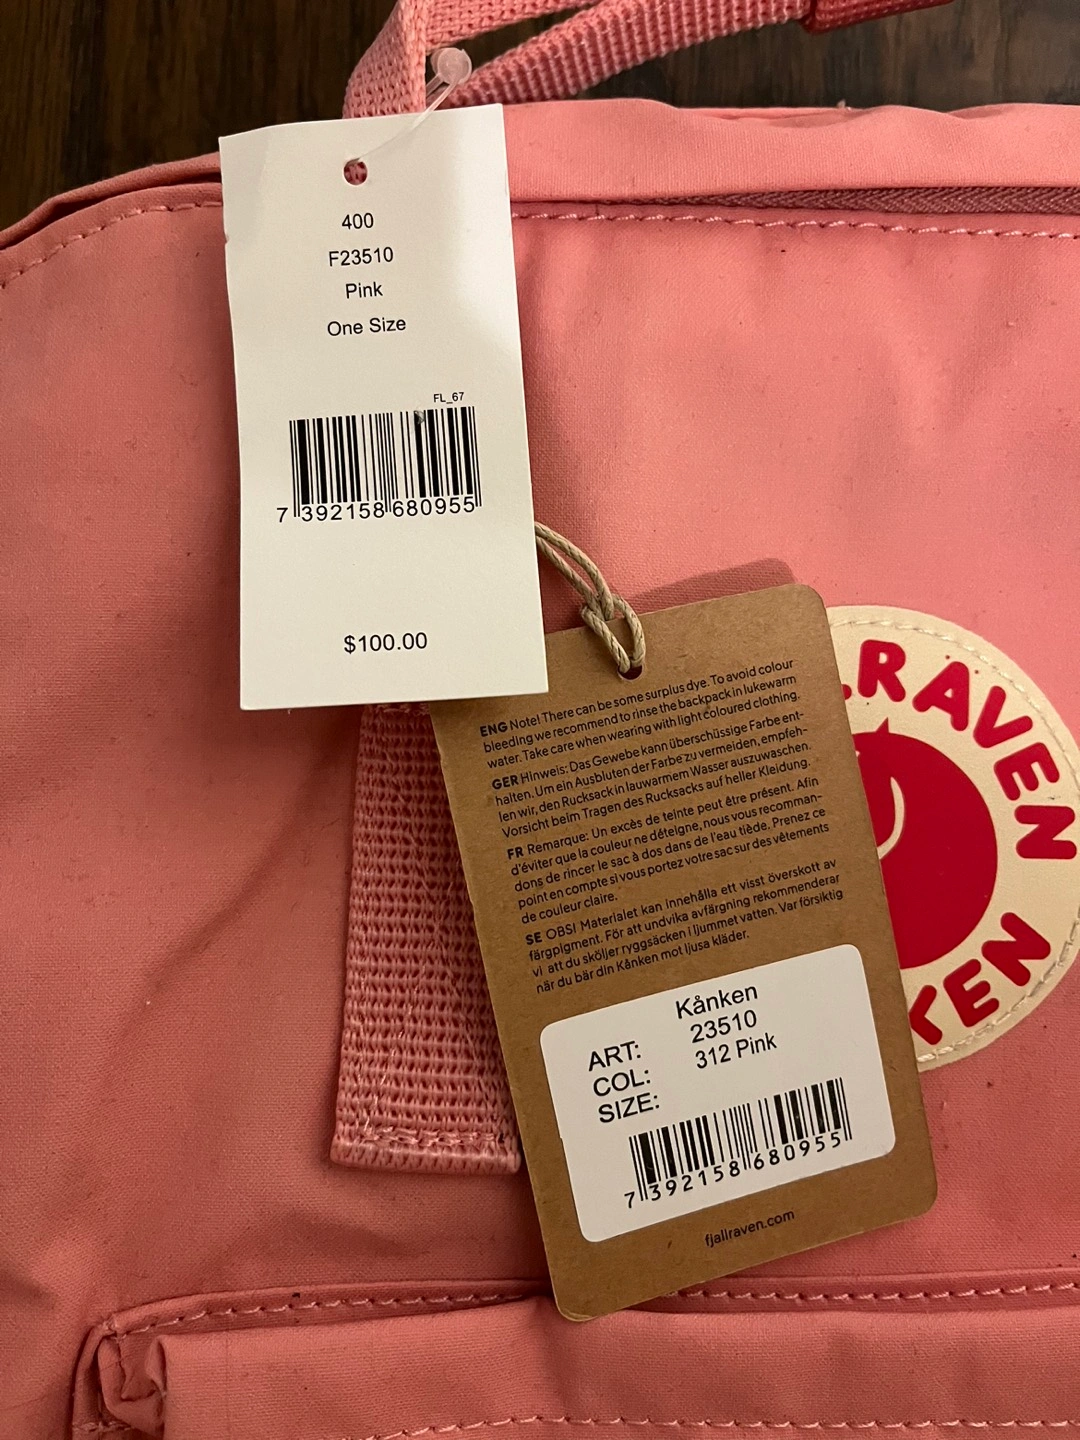 400
F23510
Pink
One Size
FL_67
7 392158 680955
$100.00
ENG Note! There can be some surplus dye. To avoid colour
bleeding we recommend to rinse the backpack in lukewarm
water. Take care when wearing with light coloured clothing.
GER Hinweis: Das Gewebe kann überschüssige Farbe ent-
halten. Um ein Ausbluten der Farbe zu vermeiden, empfeh-
len wir, den Rucksack in lauwarmem Wasser auszuwaschen.
Vorsicht beim Tragen des Rucksacks auf heller Kleidung.
FR Remarque: Un excès de teinte peut être présent. Afin
d'éviter que la couleur ne déteigne, nous vous recomman-
dons de rincer le sac à dos dans de l'eau tiède. Prenez ce
point en compte si vous portez votre sac sur des vêtements
de couleur claire.
SE OBS! Materialet kan innehålla ett visst överskott av
färgpigment. För att undvika avfärgning rekommenderar
vi att du sköljer ryggsäcken i ljummet vatten. Var försiktig
när du bär din Kånken mot ljusa kläder.
Kånken
ART: 23510
COL: 312 Pink
SIZE:
7 392158 680955
fjallraven.com
LRAVEN
KEN